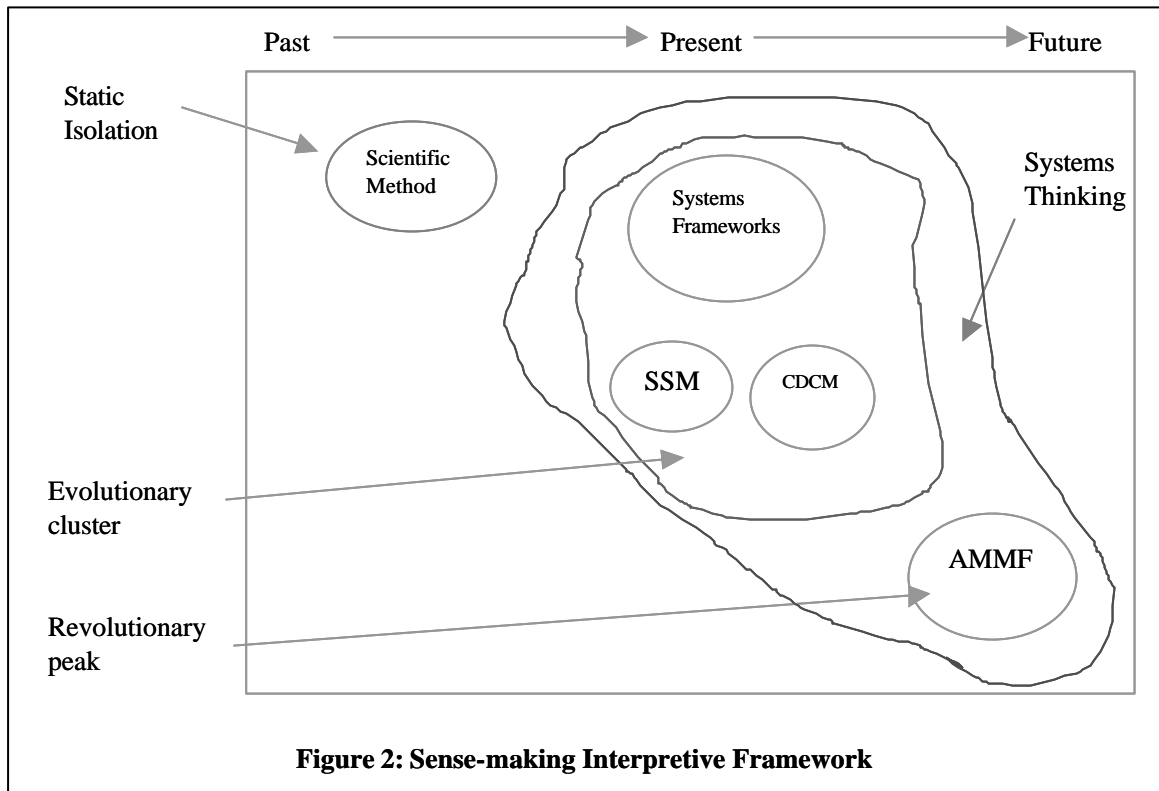 Past Present Future
Static
Isolation
Scientific
Method
Systems
Thinking
Systems
Frameworks
SSM
CDCM
Evolutionary
cluster
AMMF
Revolutionary
peak
Figure 2: Sense-making Interpretive Framework